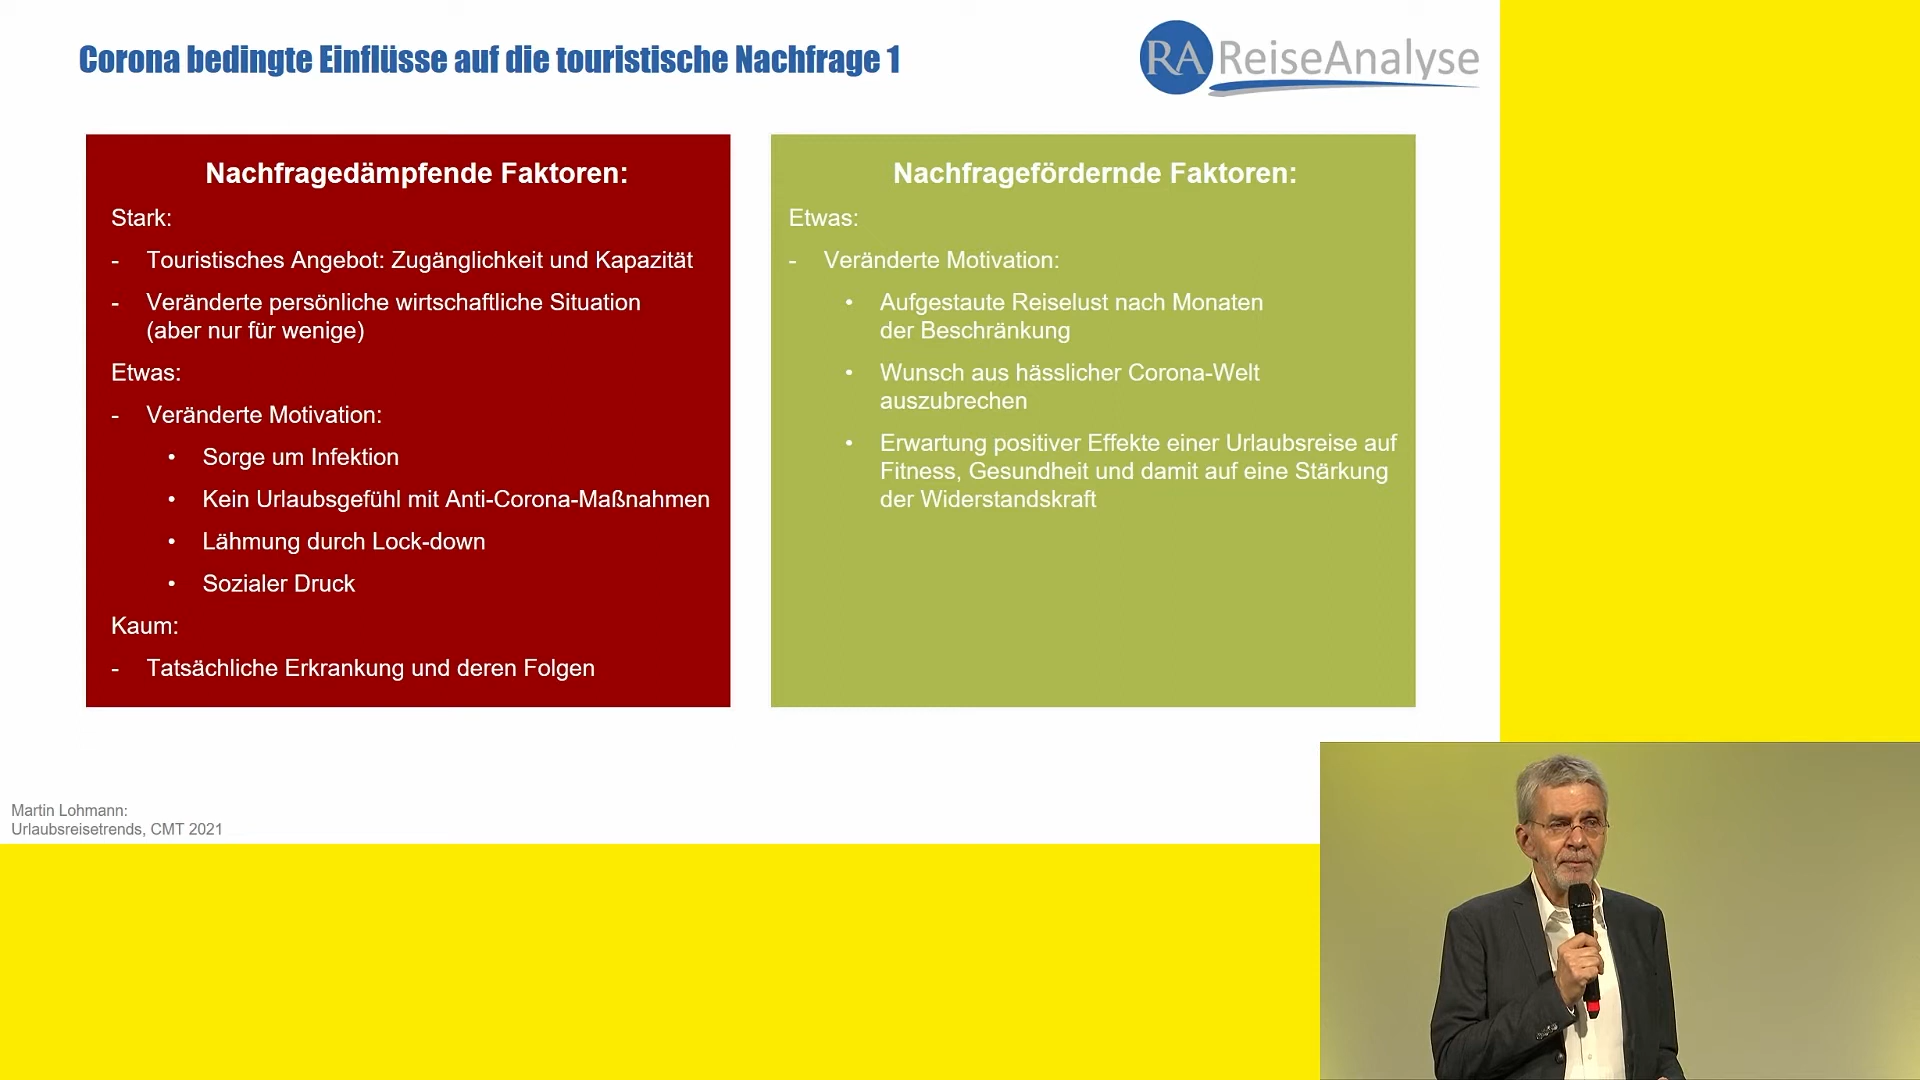 Corona bedingte Einflüsse auf die touristische Nachfrage 1
RA ReiseAnalyse
Nachfragedämpfende Faktoren:
Stark:
- Touristisches Angebot: Zugänglichkeit und Kapazität
- Veränderte persönliche wirtschaftliche Situation
(aber nur für wenige)
Etwas:
- Veränderte Motivation:
• Sorge um Infektion
• Kein Urlaubsgefühl mit Anti-Corona-Maßnahmen
• Lähmung durch Lock-down
• Sozialer Druck
Kaum:
- Tatsächliche Erkrankung und deren Folgen
Nachfragefördernde Faktoren:
Etwas:
- Veränderte Motivation:
• Aufgestaute Reiselust nach Monaten
der Beschränkung
• Wunsch aus hässlicher Corona-Welt
auszubrechen
• Erwartung positiver Effekte einer Urlaubsreise auf
Fitness, Gesundheit und damit auf eine Stärkung
der Widerstandskraft
Martin Lohmann:
Urlaubsreisetrends, CMT 2021